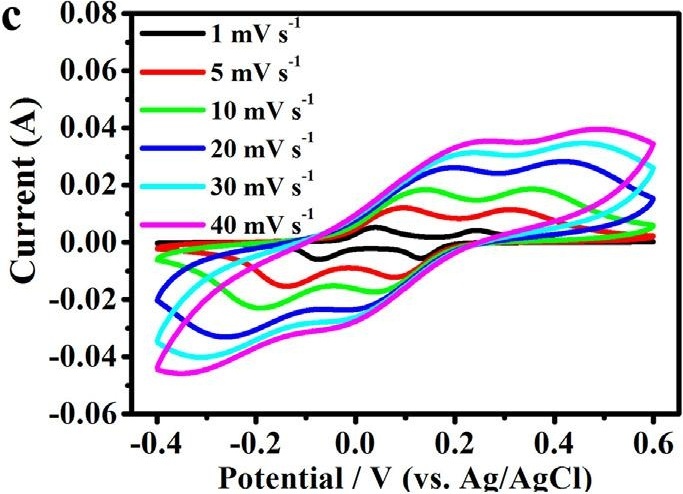 c
0.08
0.06
0.04
0.02
0.00
-0.02
-0.04
-0.06
Current (A)
1 mV s⁻¹
5 mV s⁻¹
10 mV s⁻¹
20 mV s⁻¹
30 mV s⁻¹
40 mV s⁻¹
-0.4 -0.2 0.0 0.2 0.4 0.6
Potential / V (vs. Ag/AgCl)